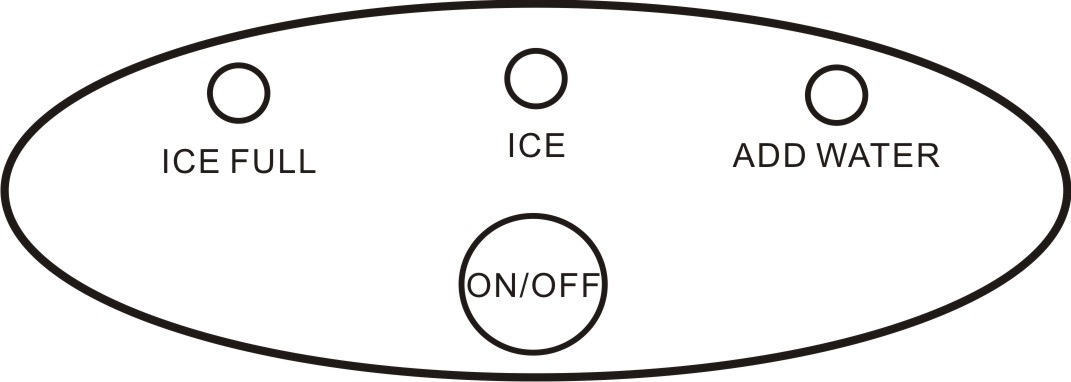 ICE FULL
ICE
ADD WATER
ON/OFF